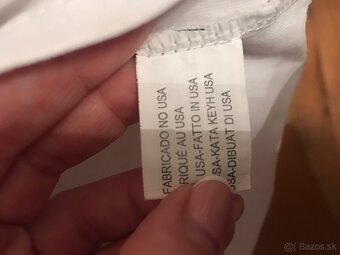 FABRICADO NO USA
RIQUÉ AU USA
USA-FATTO IN USA
SA-KATA KEYH USA
USA-DIBUAT DI USA
© Bazos.sk